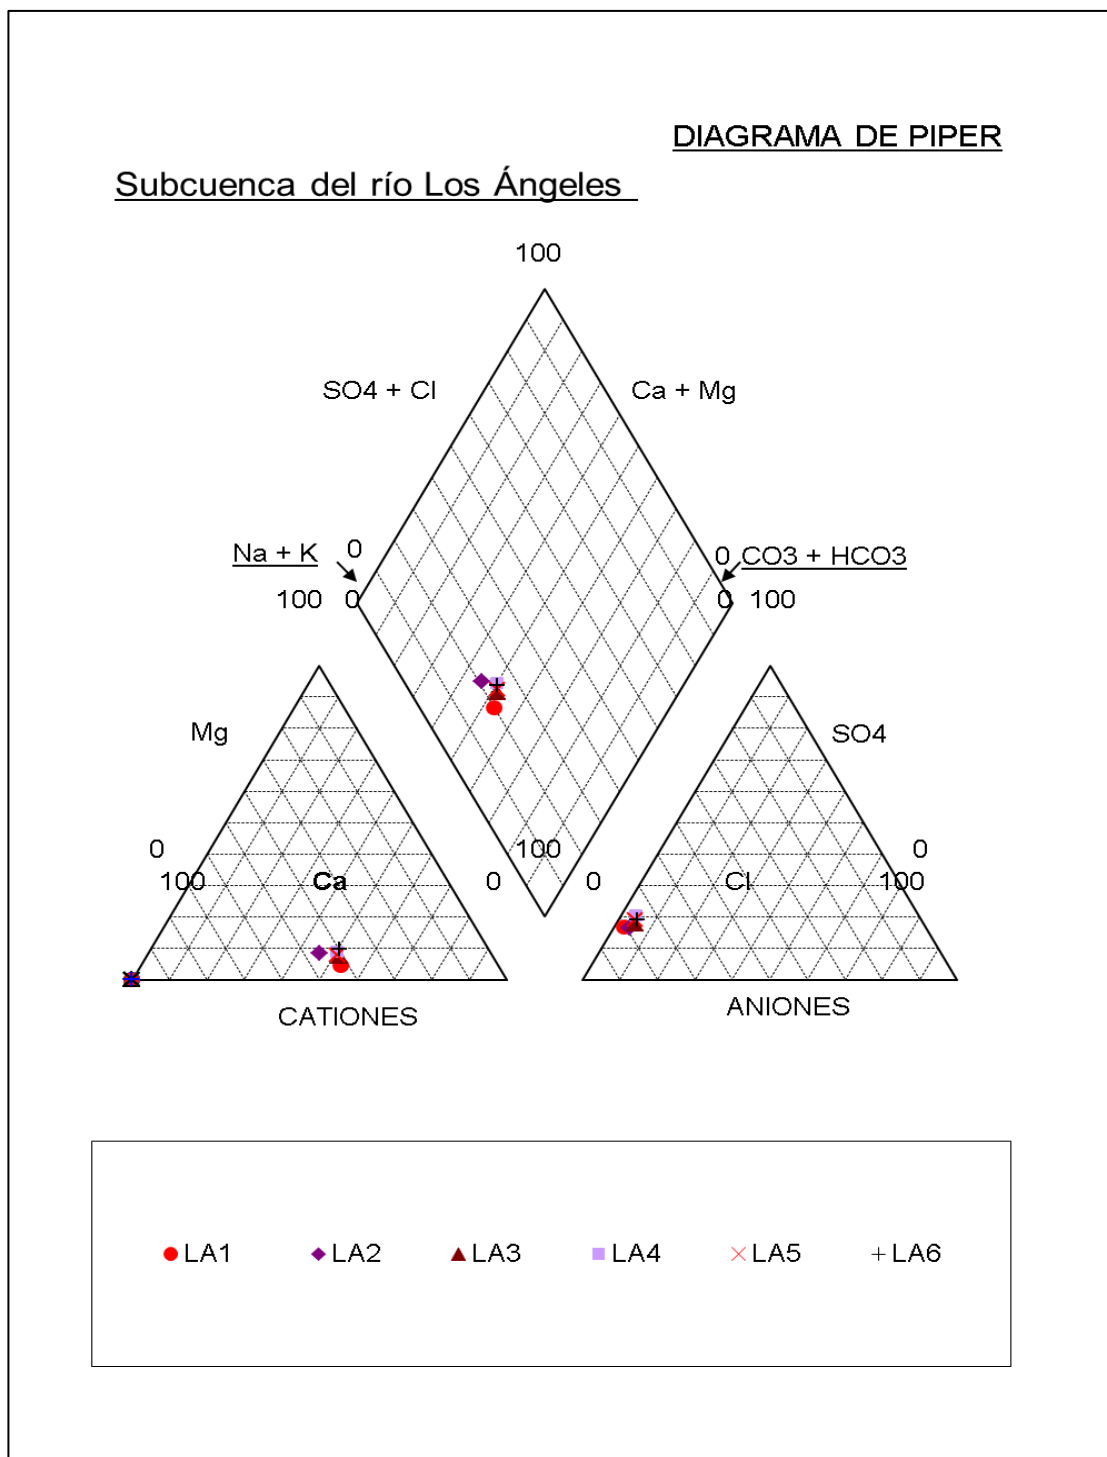 DIAGRAMA DE PIPER
Subcuenca del río Los Ángeles
100
SO4 + Cl
Ca + Mg
Na + K
0
0
CO3 + HCO3
100
0
0
100
Mg
SO4
0
100
0
100
Ca
0
0
Cl
100
CATIONES
ANIONES
LA1
LA2
LA3
LA4
LA5
LA6